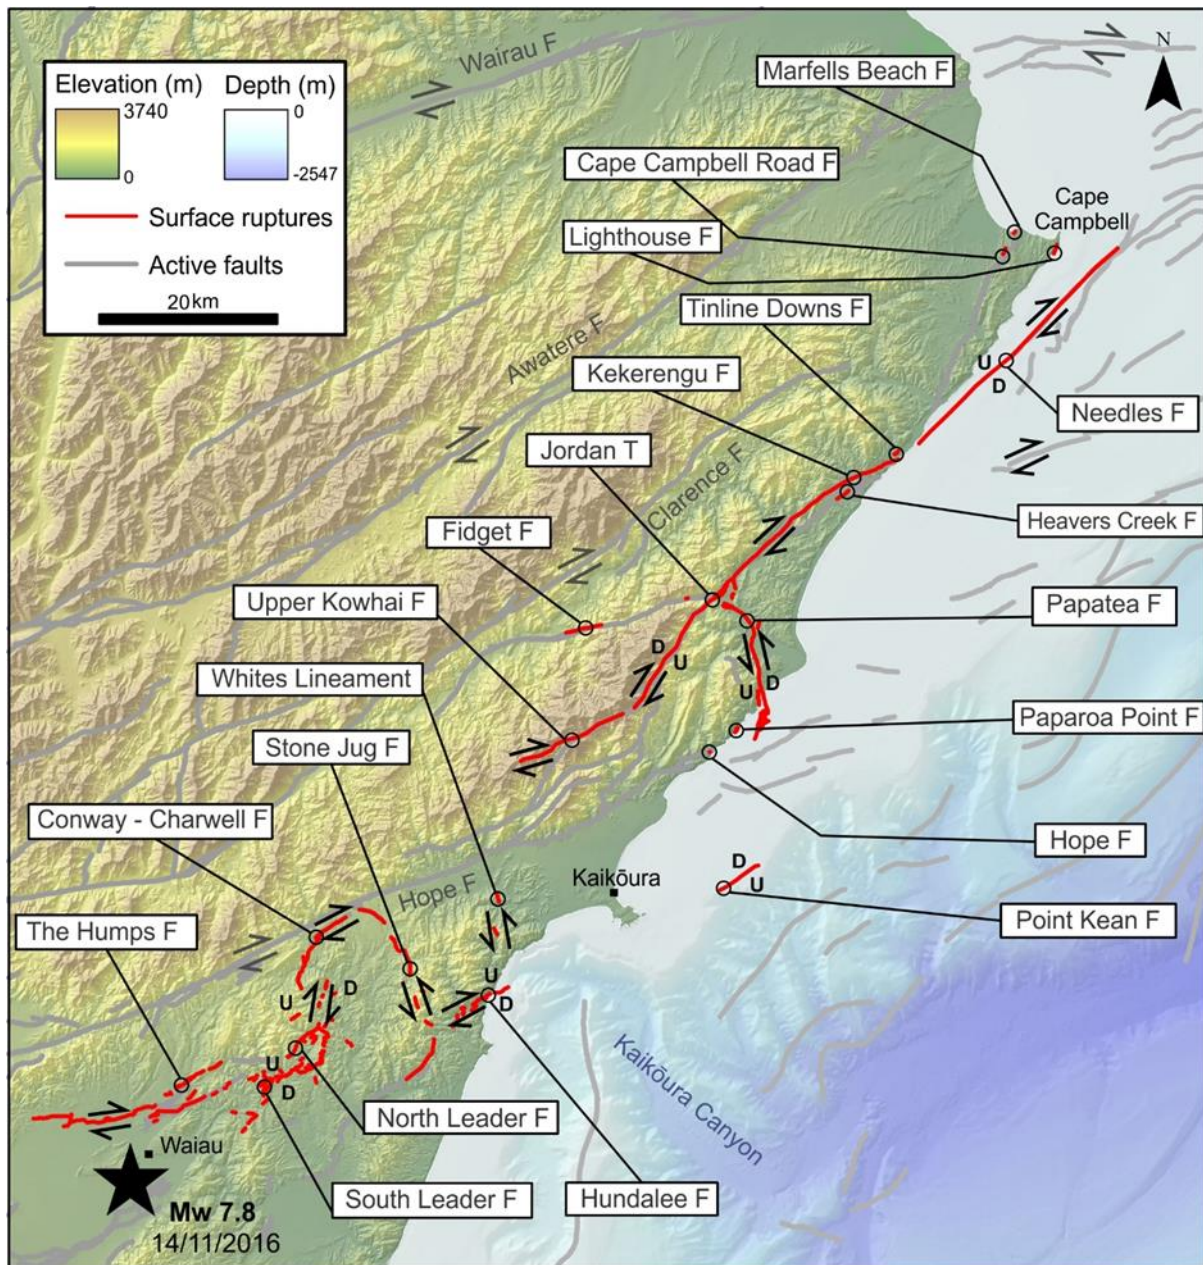 Wairau F
N
Marfells Beach F
Elevation (m) Depth (m)
3740 0
0 -2547
Surface ruptures
Active faults
20 km
Cape Campbell Road F
Cape
Campbell
Lighthouse F
Tinline Downs F
Awatere F
Kekerengu F
U
D
Needles F
Jordan T
Clarence F
Heavers Creek F
Fidget F
Upper Kowhai F
Papatea F
D
U
Whites Lineament
U D
Paparoa Point F
Stone Jug F
Hope F
Conway - Charwell F
D
U
Kaikōura
Hope F
Point Kean F
The Humps F
U
D
U D
Kaikōura Canyon
U
D
North Leader F
Waiau
South Leader F
Hundalee F
Mw 7.8
14/11/2016